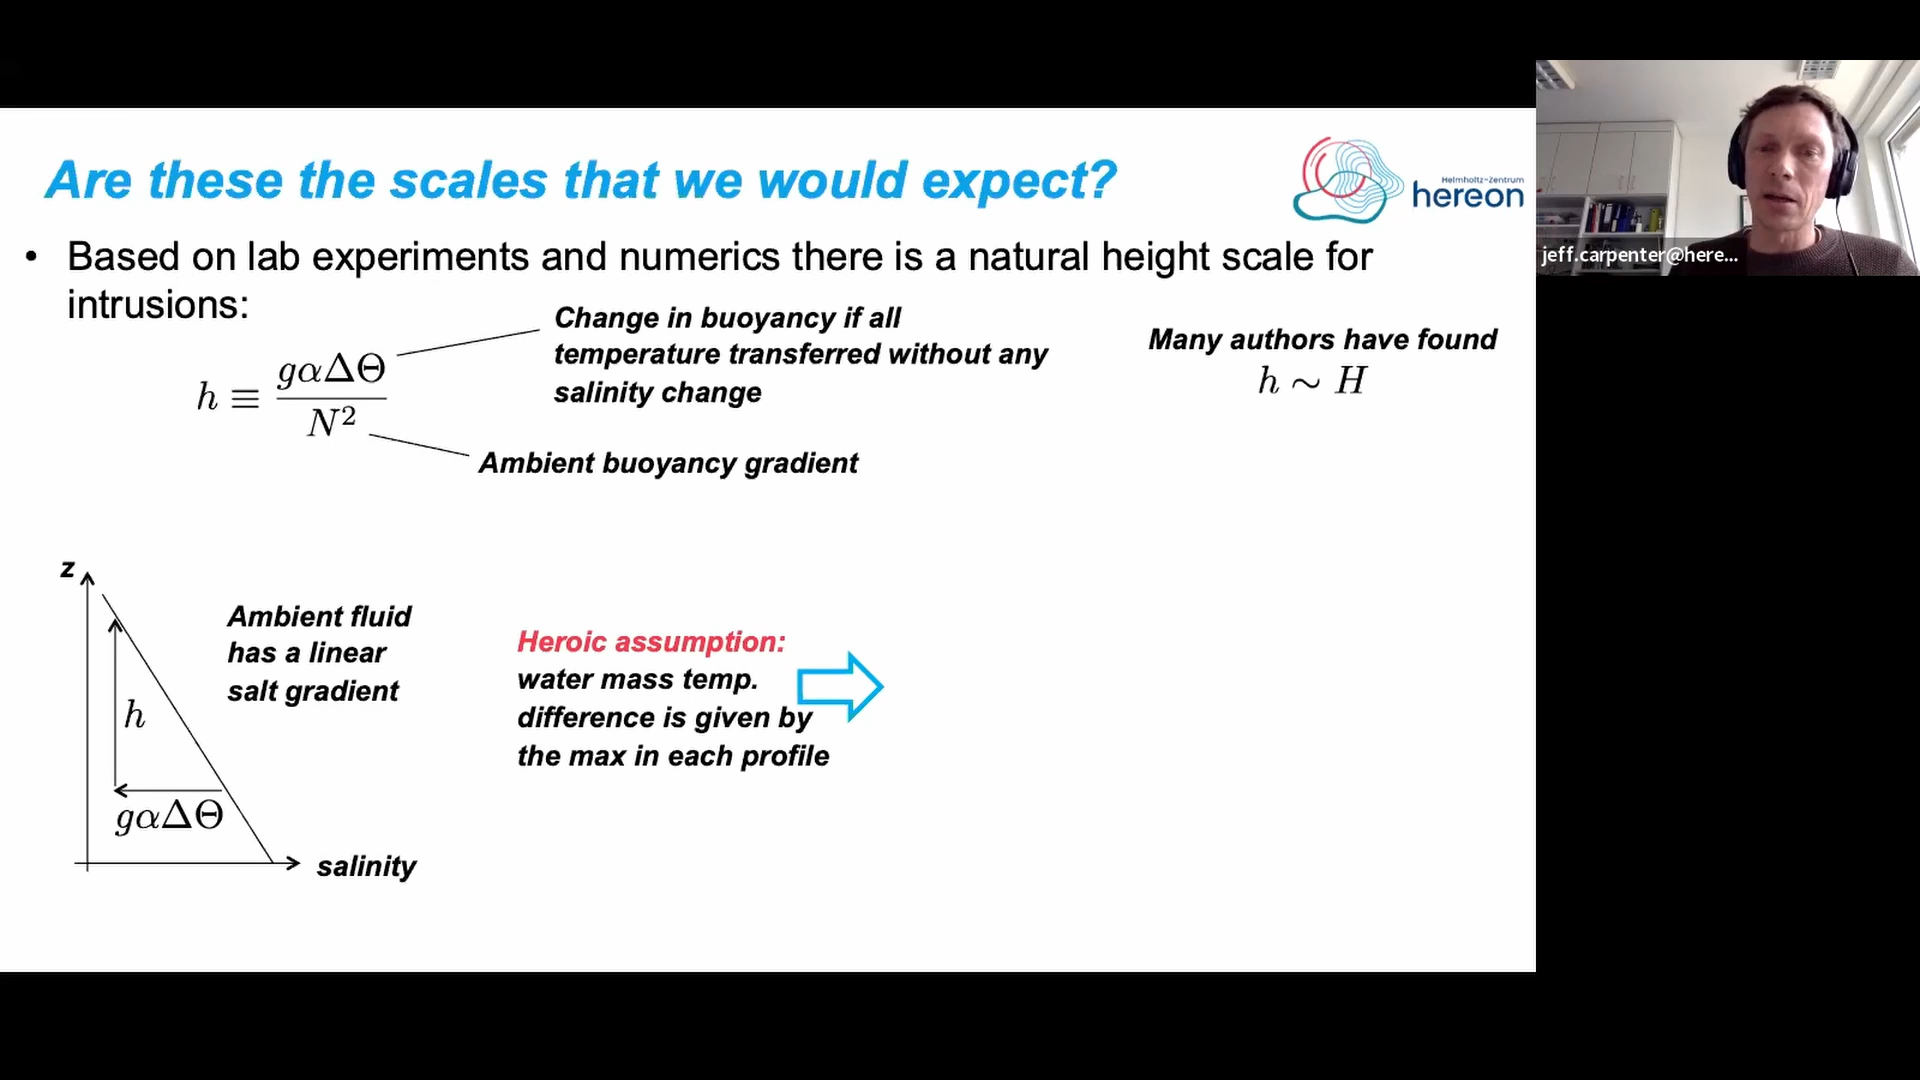 Are these the scales that we would expect?
Helmholtz-Zentrum
hereon
• Based on lab experiments and numerics there is a natural height scale for
intrusions:
h ≡ gαΔΘ / N²
Change in buoyancy if all
temperature transferred without any
salinity change
Ambient buoyancy gradient
Many authors have found
h ∼ H
z
h
gαΔΘ
salinity
Ambient fluid
has a linear
salt gradient
Heroic assumption:
water mass temp.
difference is given by
the max in each profile
jeff.carpenter@here...